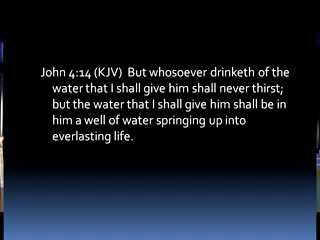 John 4:14 (KJV)  But whosoever drinketh of the
water that I shall give him shall never thirst;
but the water that I shall give him shall be in
him a well of water springing up into
everlasting life.